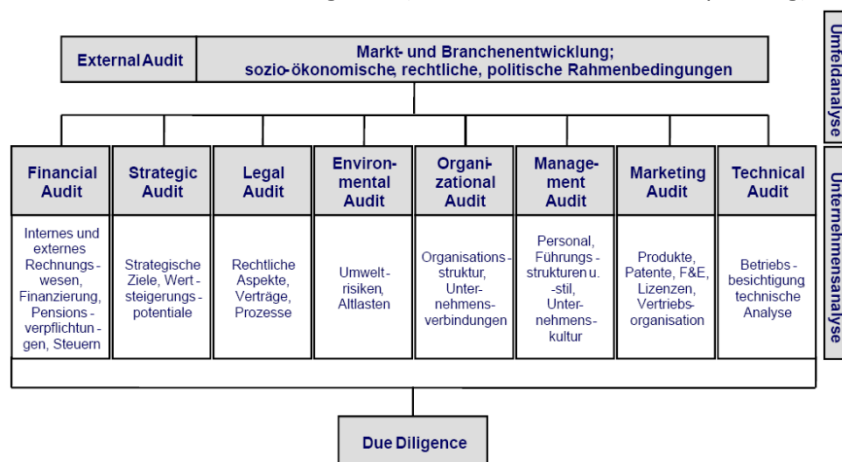 External Audit
Markt- und Branchenentwicklung;
sozio-ökonomische, rechtliche, politische Rahmenbedingungen
Umfeldanalyse
Financial
Audit
Internes und
externes
Rechnungs-
wesen,
Finanzierung,
Pensions-
verpflichtun-
gen, Steuern
Strategic
Audit
Strategische
Ziele, Wert-
steigerungs-
potentiale
Legal
Audit
Rechtliche
Aspekte,
Verträge,
Prozesse
Environ-
mental
Audit
Umwelt-
risiken,
Altlasten
Organi-
zational
Audit
Organisations-
struktur,
Unter-
nehmens-
verbindungen
Manage-
ment
Audit
Personal,
Führungs-
strukturen u.
-stil,
Unter-
nehmens-
kultur
Marketing
Audit
Produkte,
Patente, F&E,
Lizenzen,
Vertriebs-
organisation
Technical
Audit
Betriebs-
besichtigung
technische
Analyse
Unternehmensanalyse
Due Diligence